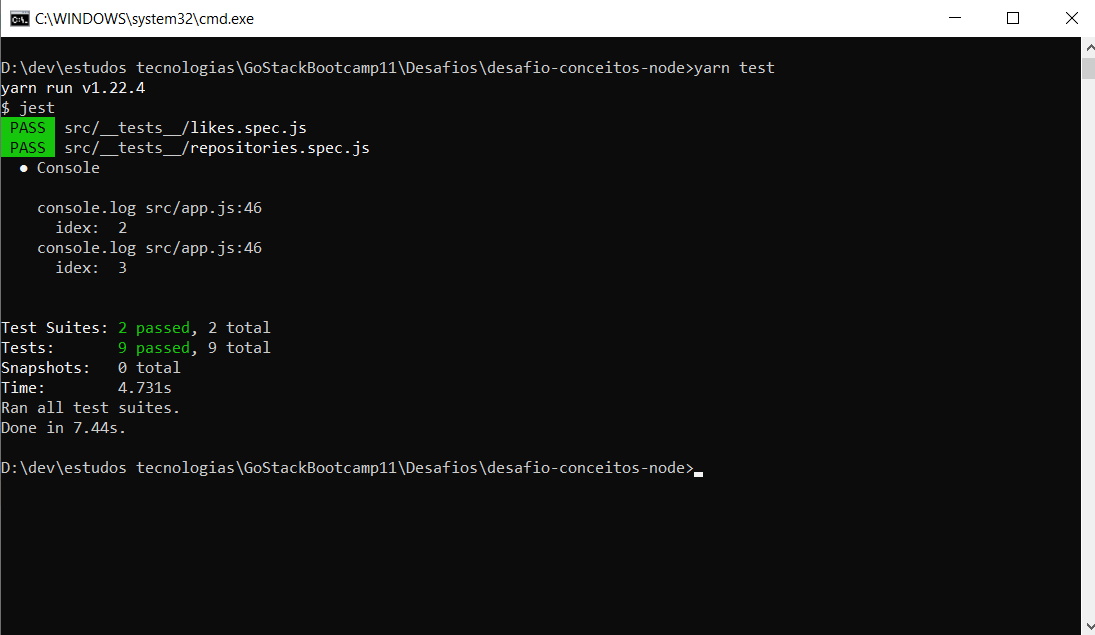 C:\WINDOWS\system32\cmd.exe
D:\dev\estudos tecnologias\GoStackBootcamp11\Desafios\desafio-conceitos-node>yarn test
yarn run v1.22.4
$ jest
PASS src/__tests__/likes.spec.js
PASS src/__tests__/repositories.spec.js
● Console
console.log src/app.js:46
idex:  2
console.log src/app.js:46
idex:  3
Test Suites: 2 passed, 2 total
Tests:       9 passed, 9 total
Snapshots:   0 total
Time:        4.731s
Ran all test suites.
Done in 7.44s.
D:\dev\estudos tecnologias\GoStackBootcamp11\Desafios\desafio-conceitos-node>